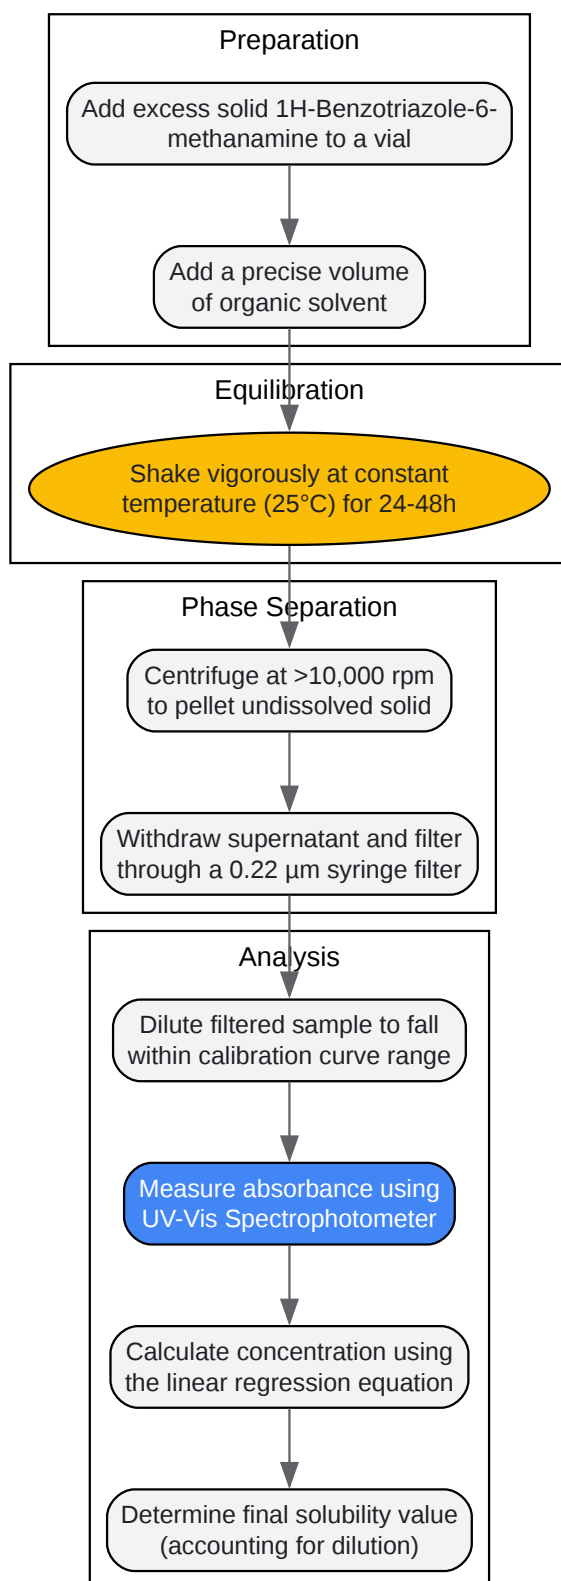 Preparation
Add excess solid 1H-Benzotriazole-6-
methanamine to a vial
Add a precise volume
of organic solvent
Equilibration
Shake vigorously at constant
temperature (25°C) for 24-48h
Phase Separation
Centrifuge at >10,000 rpm
to pellet undissolved solid
Withdraw supernatant and filter
through a 0.22 µm syringe filter
Analysis
Dilute filtered sample to fall
within calibration curve range
Measure absorbance using
UV-Vis Spectrophotometer
Calculate concentration using
the linear regression equation
Determine final solubility value
(accounting for dilution)